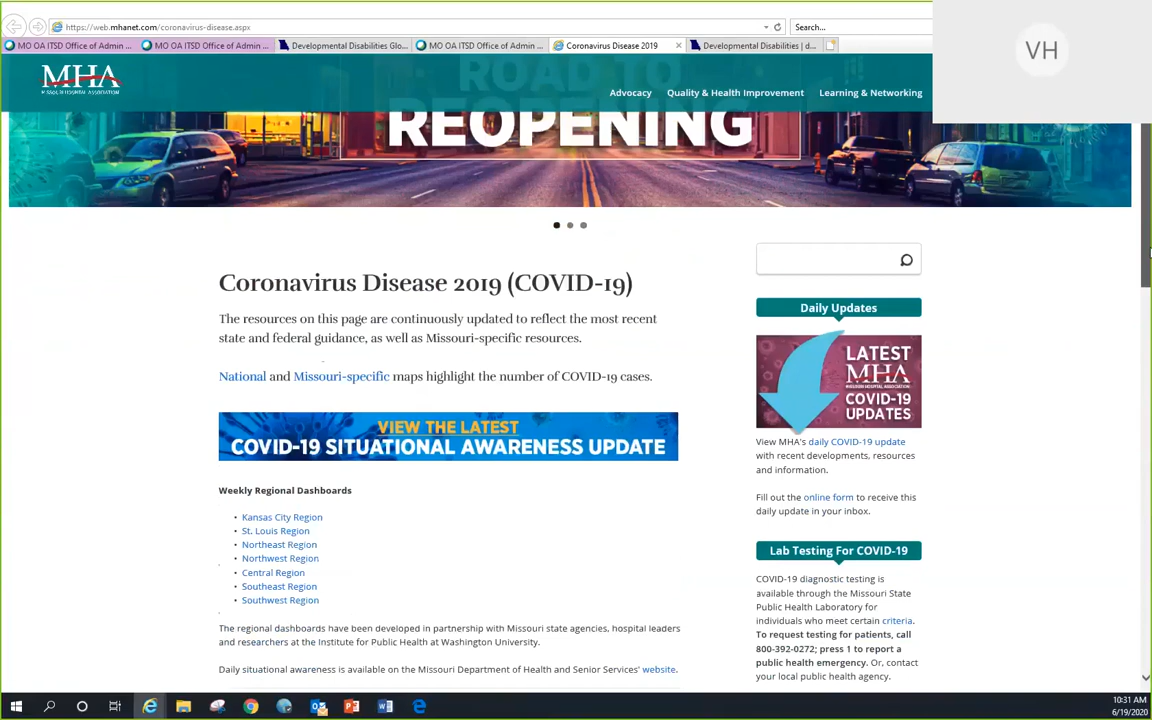 https://web.mhanet.com/coronavirus-disease.aspx
Search...
MO OA ITSD Office of Admin ...
MO OA ITSD Office of Admin ...
Developmental Disabilities Glo...
MO OA ITSD Office of Admin ...
Coronavirus Disease 2019
Developmental Disabilities | d...
VH
MHA
MISSOURI HOSPITAL ASSOCIATION
Advocacy
Quality & Health Improvement
Learning & Networking
ROAD TO
REOPENING
Coronavirus Disease 2019 (COVID-19)
The resources on this page are continuously updated to reflect the most recent
state and federal guidance, as well as Missouri-specific resources.
National and Missouri-specific maps highlight the number of COVID-19 cases.
VIEW THE LATEST
COVID-19 SITUATIONAL AWARENESS UPDATE
Weekly Regional Dashboards
• Kansas City Region
• St. Louis Region
• Northeast Region
• Northwest Region
• Central Region
• Southeast Region
• Southwest Region
The regional dashboards have been developed in partnership with Missouri state agencies, hospital leaders
and researchers at the Institute for Public Health at Washington University.
Daily situational awareness is available on the Missouri Department of Health and Senior Services' website.
Daily Updates
LATEST
MHA
MISSOURI HOSPITAL ASSOCIATION
COVID-19
UPDATES
View MHA's daily COVID-19 update
with recent developments, resources
and information.
Fill out the online form to receive this
daily update in your inbox.
Lab Testing For COVID-19
COVID-19 diagnostic testing is
available through the Missouri State
Public Health Laboratory for
individuals who meet certain criteria.
To request testing for patients, call
800-392-0272; press 1 to report a
public health emergency. Or, contact
your local public health agency.
10:31 AM
6/19/2020